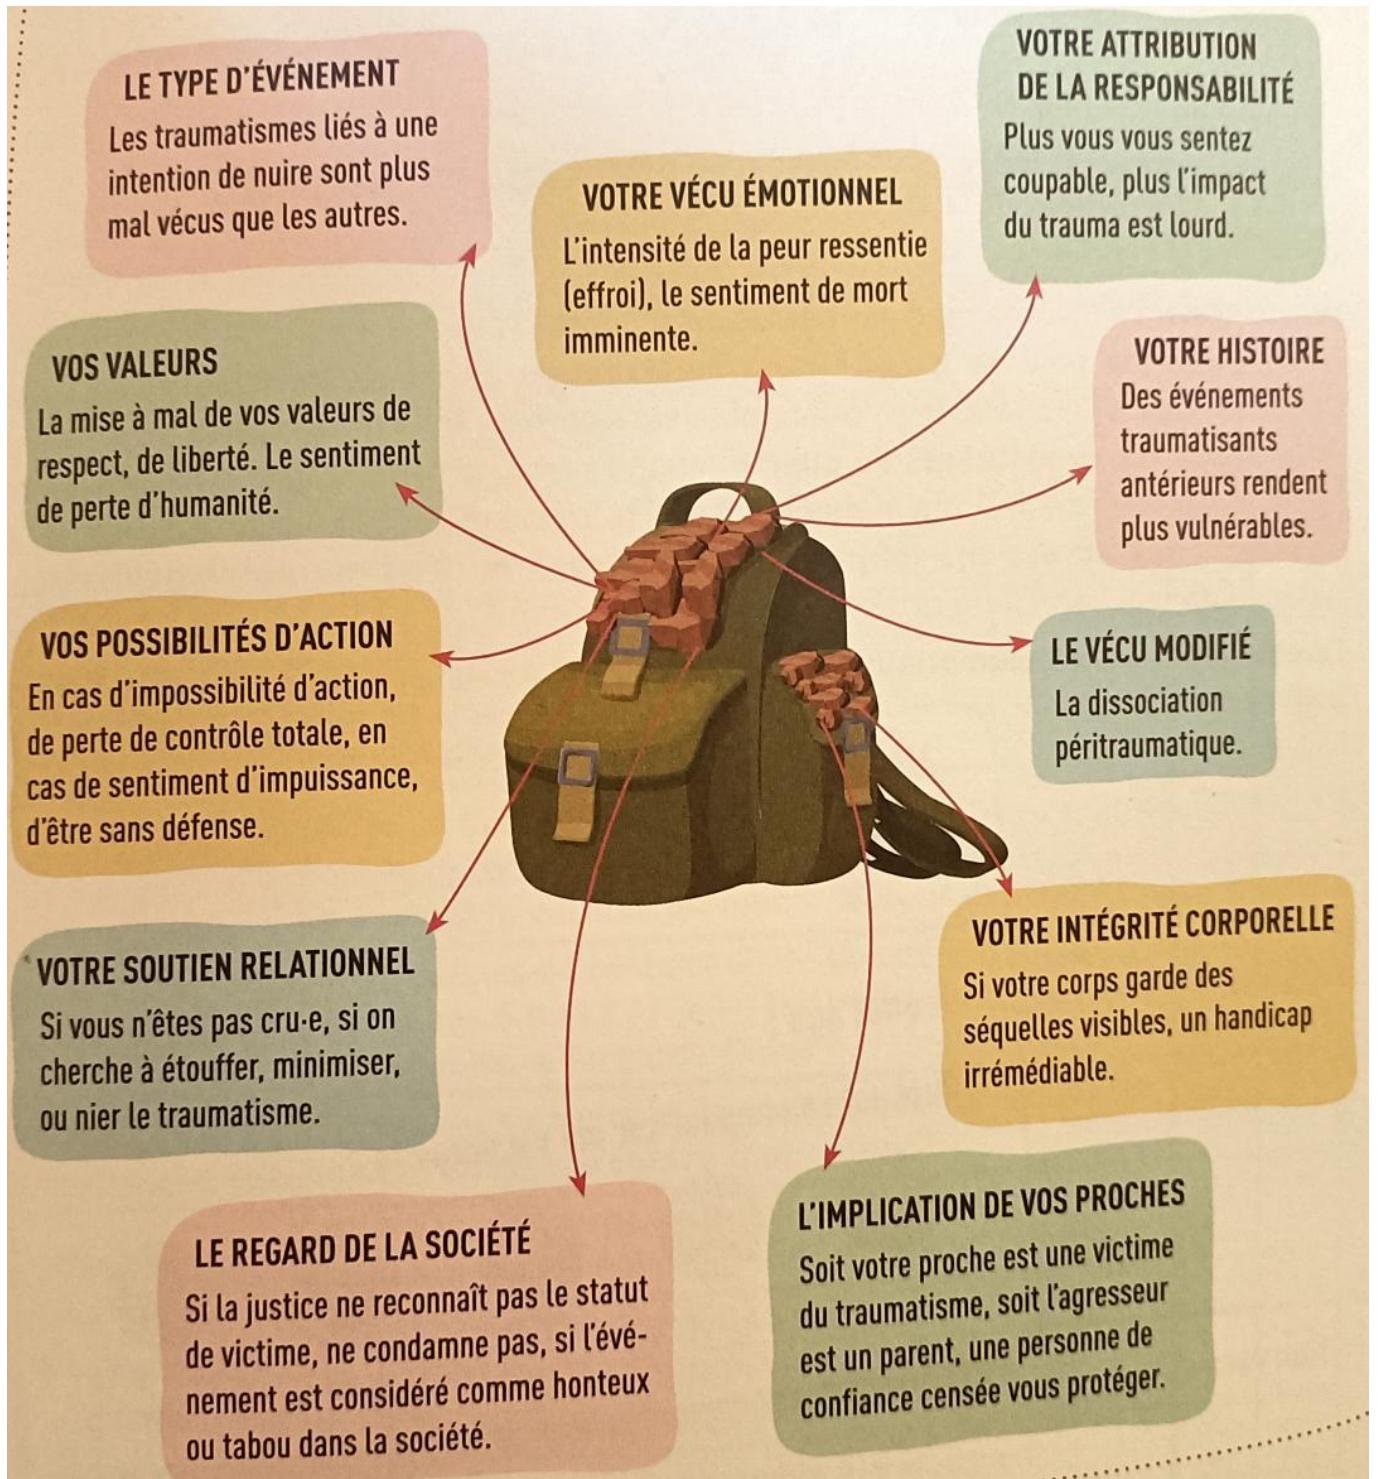 LE TYPE D'ÉVÉNEMENT
Les traumatismes liés à une
intention de nuire sont plus
mal vécus que les autres.
VOTRE VÉCU ÉMOTIONNEL
L'intensité de la peur ressentie
(effroi), le sentiment de mort
imminente.
VOTRE ATTRIBUTION
DE LA RESPONSABILITÉ
Plus vous vous sentez
coupable, plus l'impact
du trauma est lourd.
VOS VALEURS
La mise à mal de vos valeurs de
respect, de liberté. Le sentiment
de perte d'humanité.
VOTRE HISTOIRE
Des événements
traumatisants
antérieurs rendent
plus vulnérables.
VOS POSSIBILITÉS D'ACTION
En cas d'impossibilité d'action,
de perte de contrôle totale, en
cas de sentiment d'impuissance,
d'être sans défense.
LE VÉCU MODIFIÉ
La dissociation
péritraumatique.
VOTRE SOUTIEN RELATIONNEL
Si vous n'êtes pas cru·e, si on
cherche à étouffer, minimiser,
ou nier le traumatisme.
VOTRE INTÉGRITÉ CORPORELLE
Si votre corps garde des
séquelles visibles, un handicap
irrémédiable.
LE REGARD DE LA SOCIÉTÉ
Si la justice ne reconnaît pas le statut
de victime, ne condamne pas, si l'évé-
nement est considéré comme honteux
ou tabou dans la société.
L'IMPLICATION DE VOS PROCHES
Soit votre proche est une victime
du traumatisme, soit l'agresseur
est un parent, une personne de
confiance censée vous protéger.